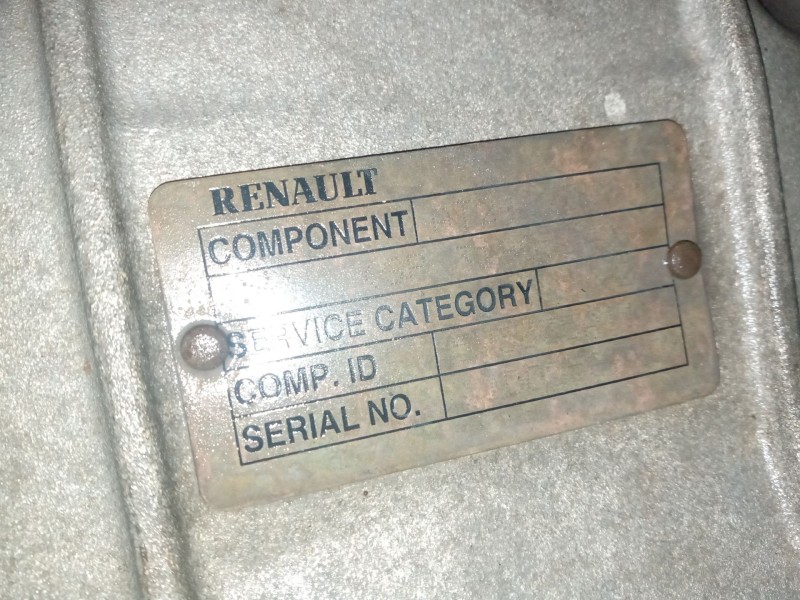 RENAULT
COMPONENT
SERVICE CATEGORY
COMP. ID
SERIAL NO.